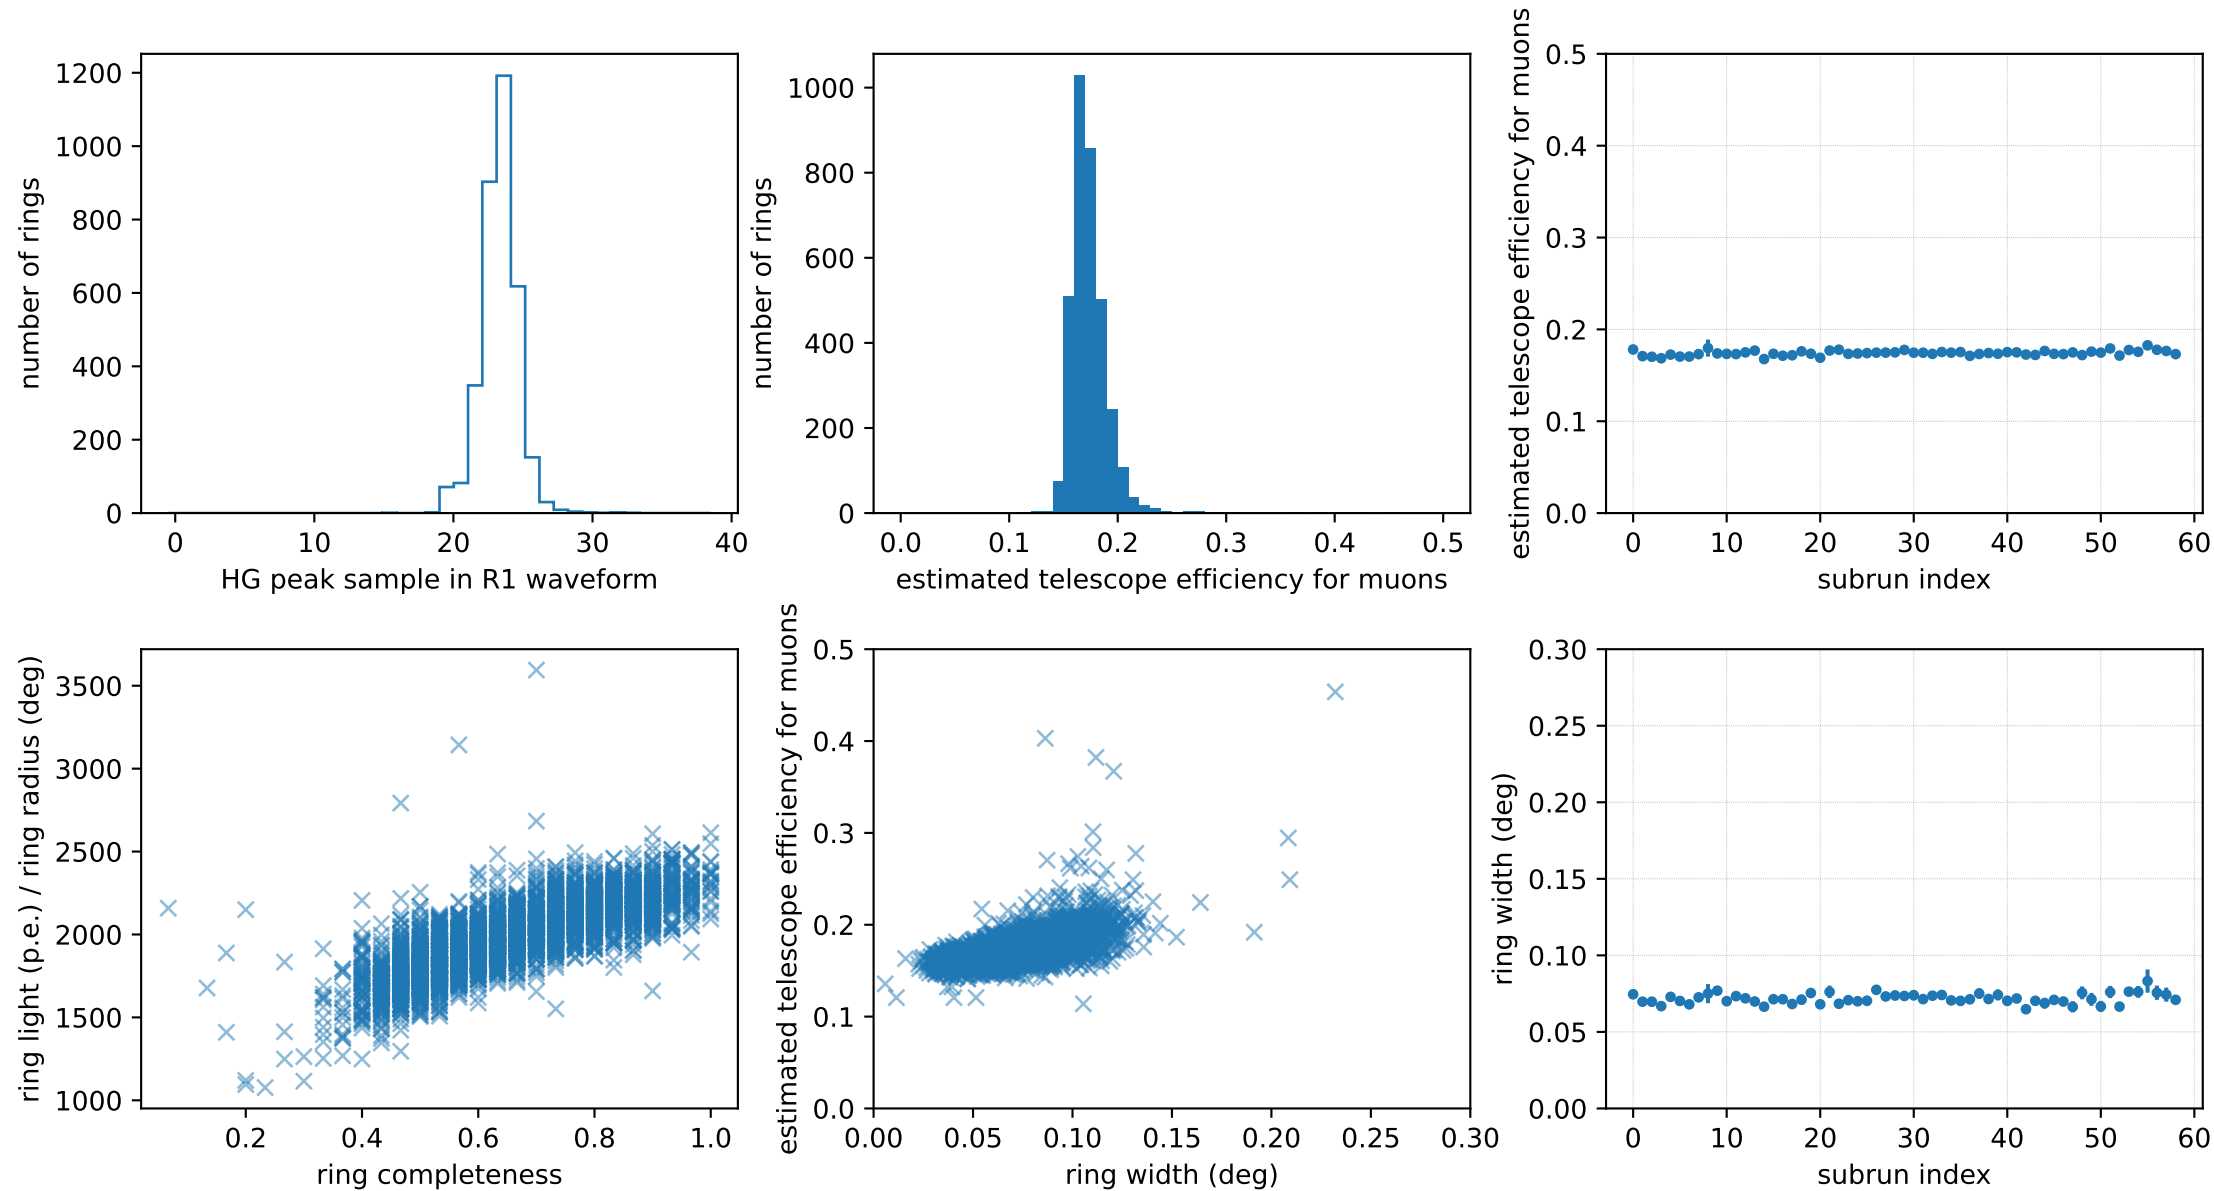 1200
1000
800
600
400
200
0
number of rings
0 10 20 30 40
HG peak sample in R1 waveform
1000
800
600
400
200
0
number of rings
0.0 0.1 0.2 0.3 0.4 0.5
estimated telescope efficiency for muons
0.5
0.4
0.3
0.2
0.1
0.0
estimated telescope efficiency for muons
0 10 20 30 40 50 60
subrun index
3500
3000
2500
2000
1500
1000
ring light (p.e.) / ring radius (deg)
0.2 0.4 0.6 0.8 1.0
ring completeness
0.5
0.4
0.3
0.2
0.1
0.0
estimated telescope efficiency for muons
0.00 0.05 0.10 0.15 0.20 0.25 0.30
ring width (deg)
0.30
0.25
0.20
0.15
0.10
0.05
0.00
ring width (deg)
0 10 20 30 40 50 60
subrun index